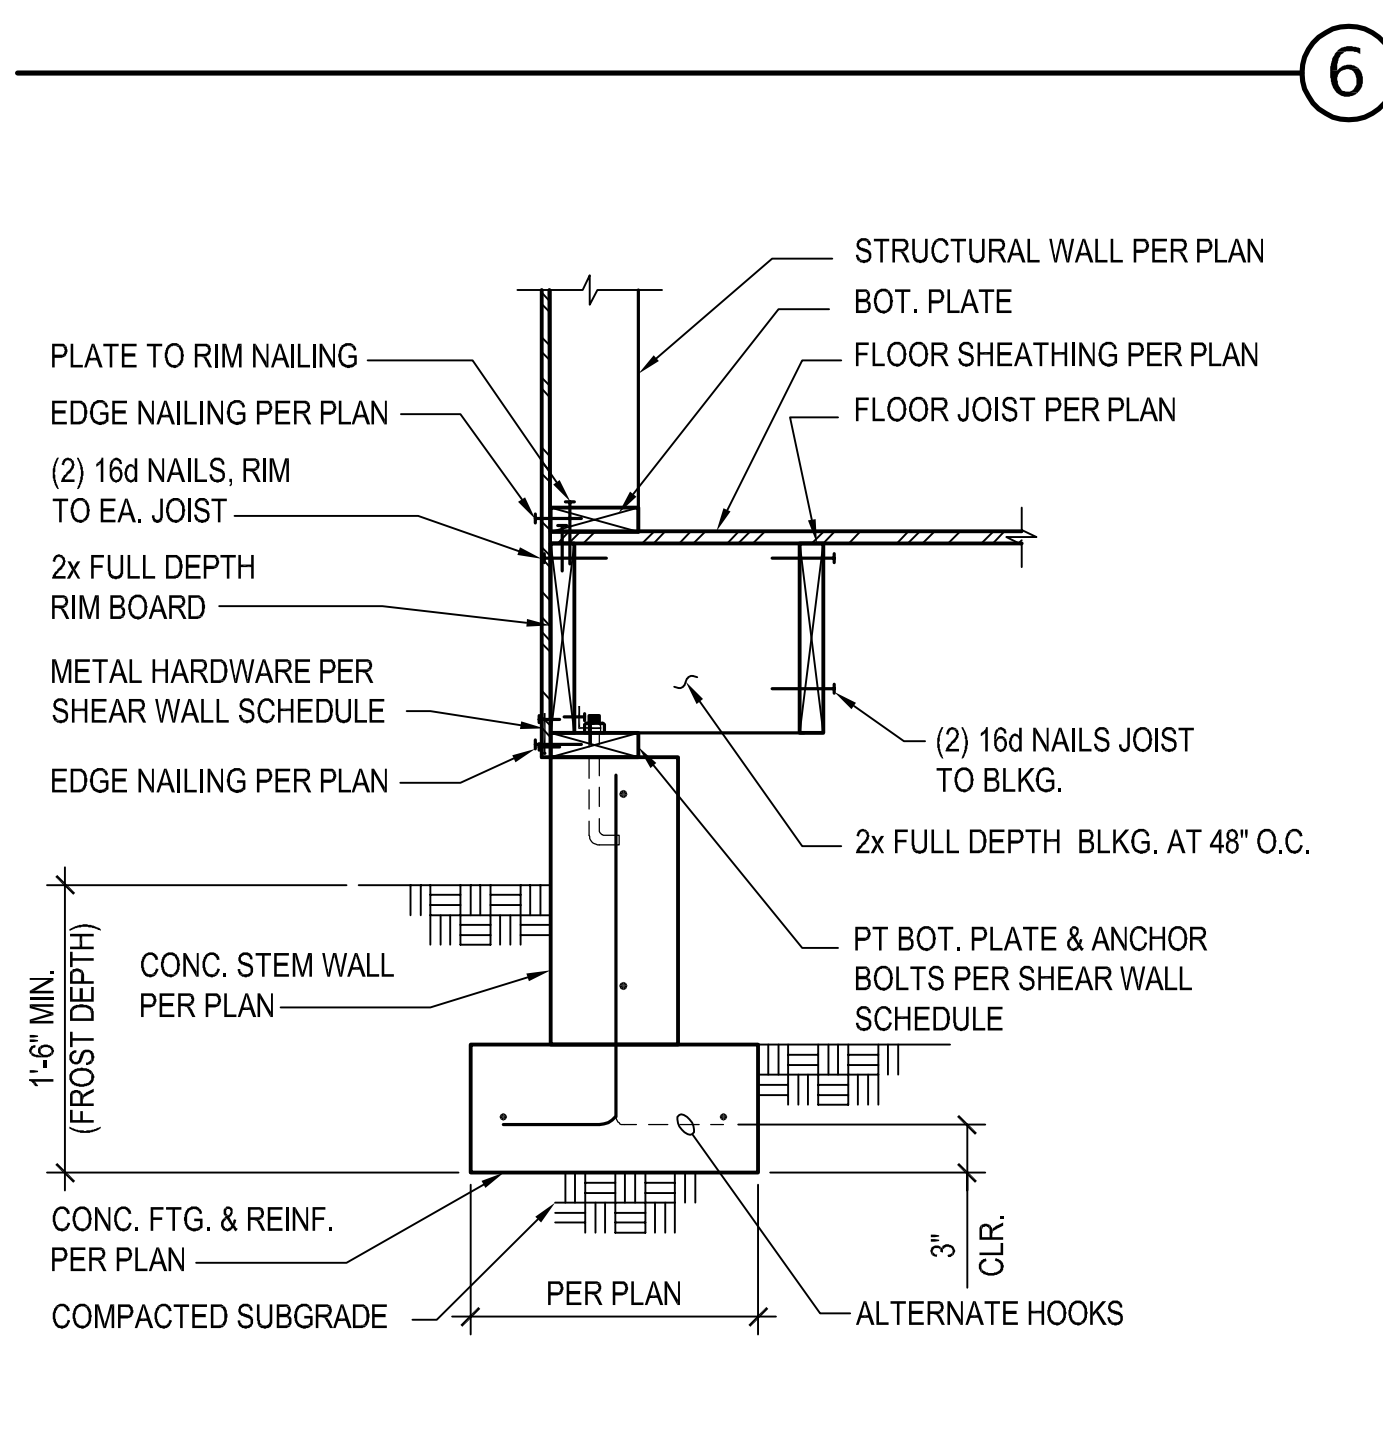 6
STRUCTURAL WALL PER PLAN
BOT. PLATE
FLOOR SHEATHING PER PLAN
FLOOR JOIST PER PLAN
PLATE TO RIM NAILING
EDGE NAILING PER PLAN
(2) 16d NAILS, RIM
TO EA. JOIST
2x FULL DEPTH
RIM BOARD
METAL HARDWARE PER
SHEAR WALL SCHEDULE
EDGE NAILING PER PLAN
(2) 16d NAILS JOIST
TO BLKG.
2x FULL DEPTH BLKG. AT 48" O.C.
PT BOT. PLATE & ANCHOR
BOLTS PER SHEAR WALL
SCHEDULE
CONC. STEM WALL
PER PLAN
1'-6" MIN.
(FROST DEPTH)
CONC. FTG. & REINF.
PER PLAN
COMPACTED SUBGRADE
PER PLAN
3"
CLR.
ALTERNATE HOOKS